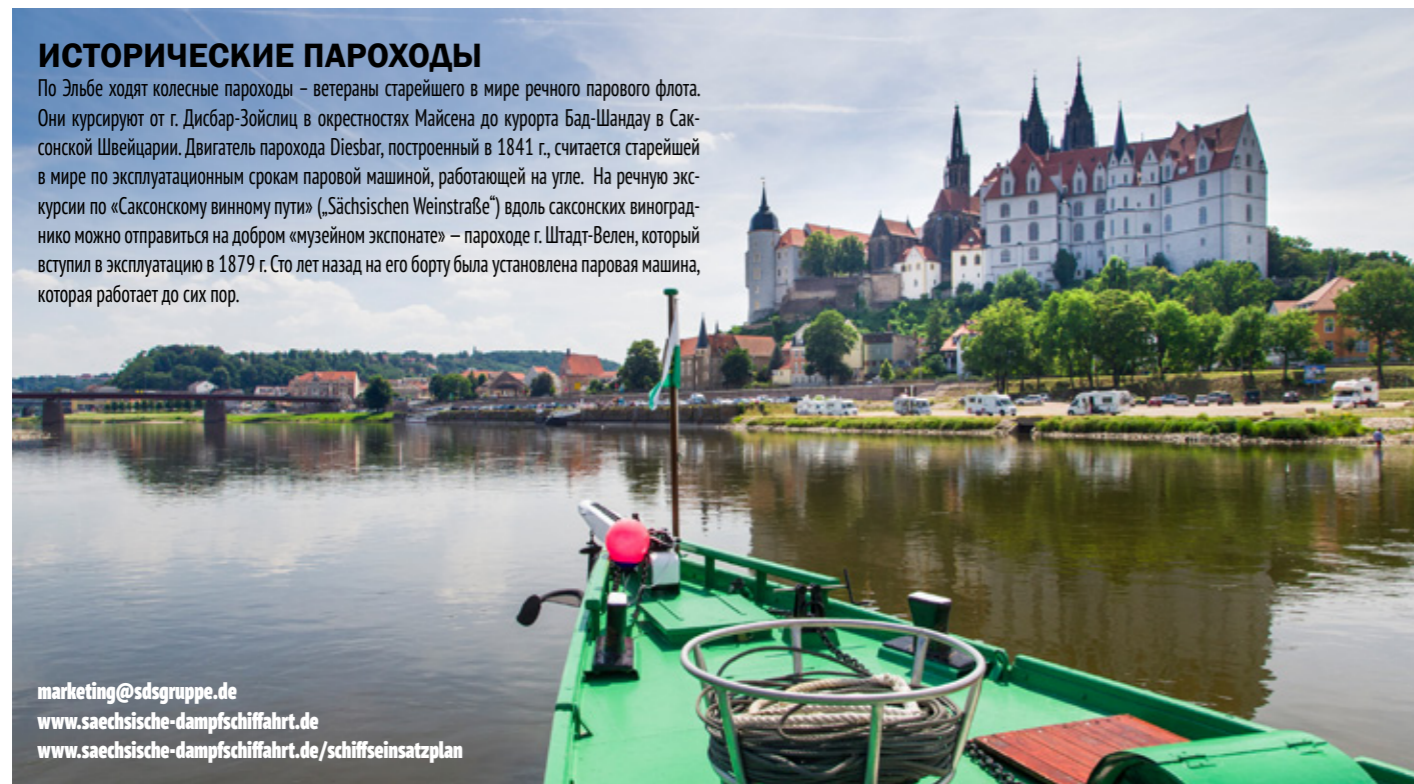 ИСТОРИЧЕСКИЕ ПАРОХОДЫ
По Эльбе ходят колесные пароходы – ветераны старейшего в мире речного парового флота.
Они курсируют от г. Дисбар-Зойслиц в окрестностях Майсена до курорта Бад-Шандау в Сак-
сонской Швейцарии. Двигатель парохода Diesbar, построенный в 1841 г., считается старейшей
в мире по эксплуатационным срокам паровой машиной, работающей на угле. На речную экс-
курсии по «Саксонскому винному пути» („Sächsischen Weinstraße“) вдоль саксонских виноград-
нико можно отправиться на добром «музейном экспонате» – пароходе г. Штадт-Велен, который
вступил в эксплуатацию в 1879 г. Сто лет назад на его борту была установлена паровая машина,
которая работает до сих пор.
marketing@sdsgruppe.de
www.saechsische-dampfschiffahrt.de
www.saechsische-dampfschiffahrt.de/schiffseinsatzplan